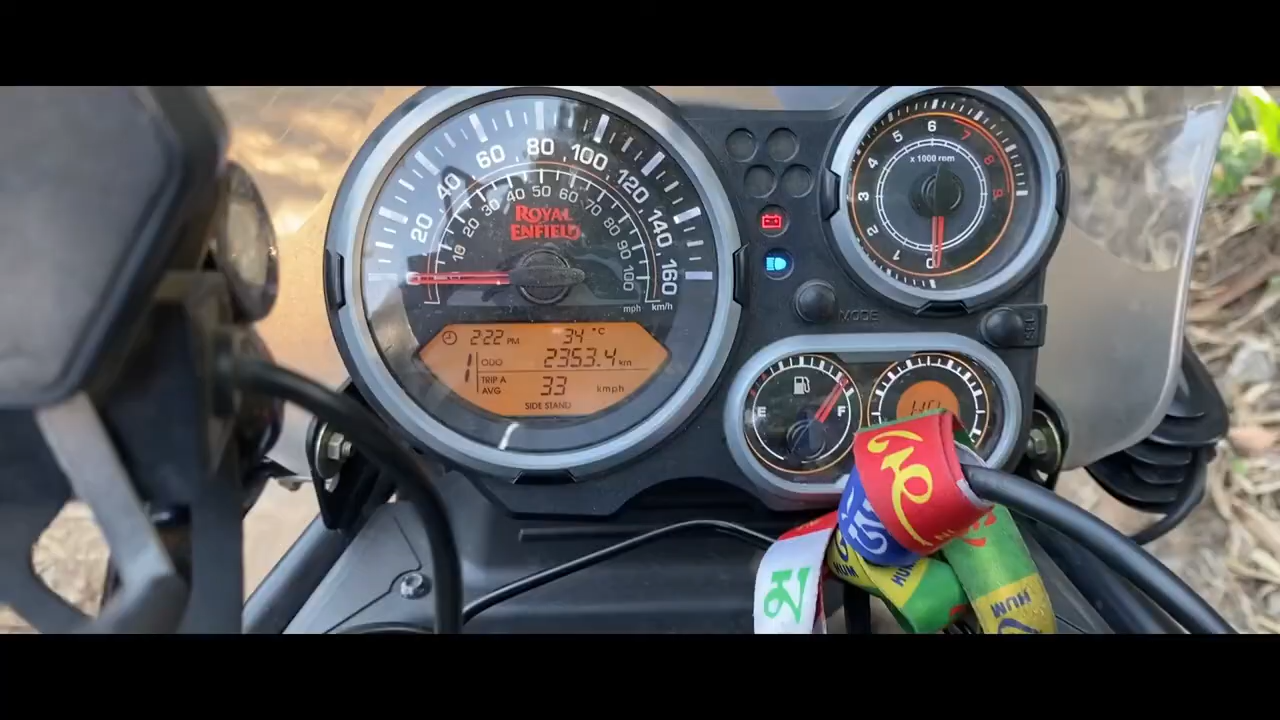 20 40 60 80 100 120 140 160
10 20 30 40 50 60 70 80 90 100
ROYAL
ENFIELD
mph km/h
2:22 PM 34 °C
1 ODO 2353.4 km
TRIP A
AVG 33 kmph
SIDE STAND
0 1 2 3 4 5 6 7 8 9
x 1000 rpm
MODE
SEL
E F
HUM
HUM
HUM